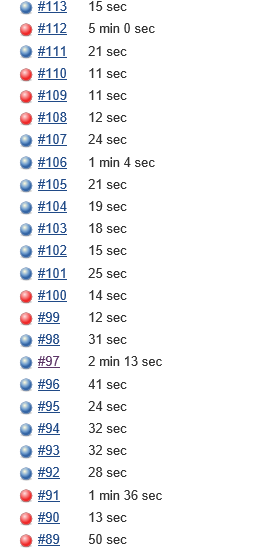 #113 15 sec
#112 5 min 0 sec
#111 21 sec
#110 11 sec
#109 11 sec
#108 12 sec
#107 24 sec
#106 1 min 4 sec
#105 21 sec
#104 19 sec
#103 18 sec
#102 15 sec
#101 25 sec
#100 14 sec
#99 12 sec
#98 31 sec
#97 2 min 13 sec
#96 41 sec
#95 24 sec
#94 32 sec
#93 32 sec
#92 28 sec
#91 1 min 36 sec
#90 13 sec
#89 50 sec